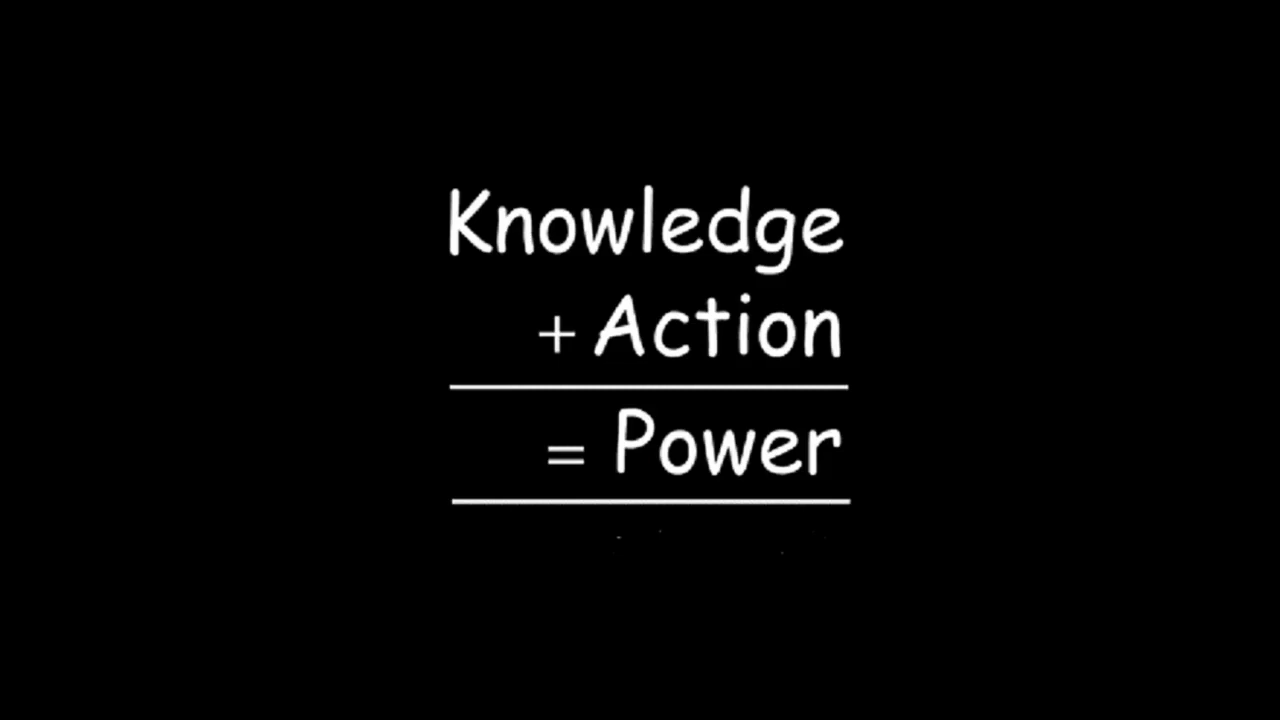 Knowledge
+ Action
= Power